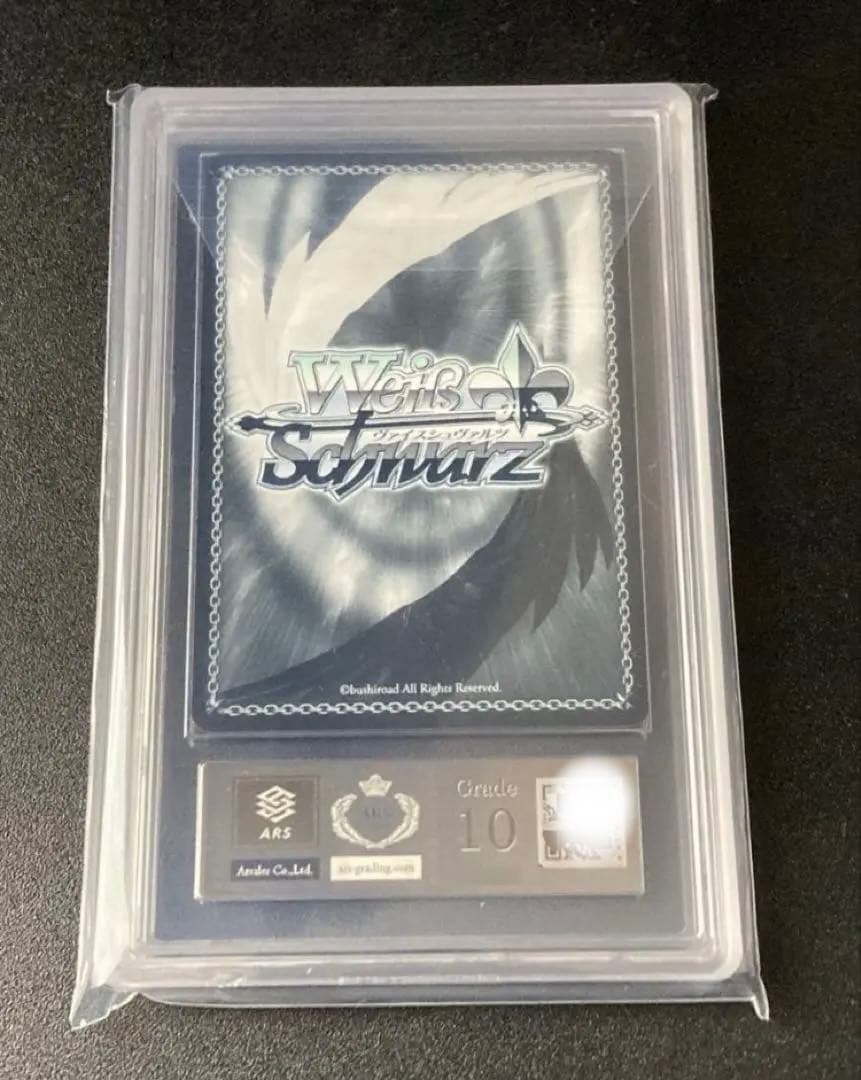 Weiß
ヴァイスシュヴァルツ
Schwarz
©bushiroad All Rights Reserved.
ARS
ARS
Grade
10
Co.,Ltd.
ars-grading.com